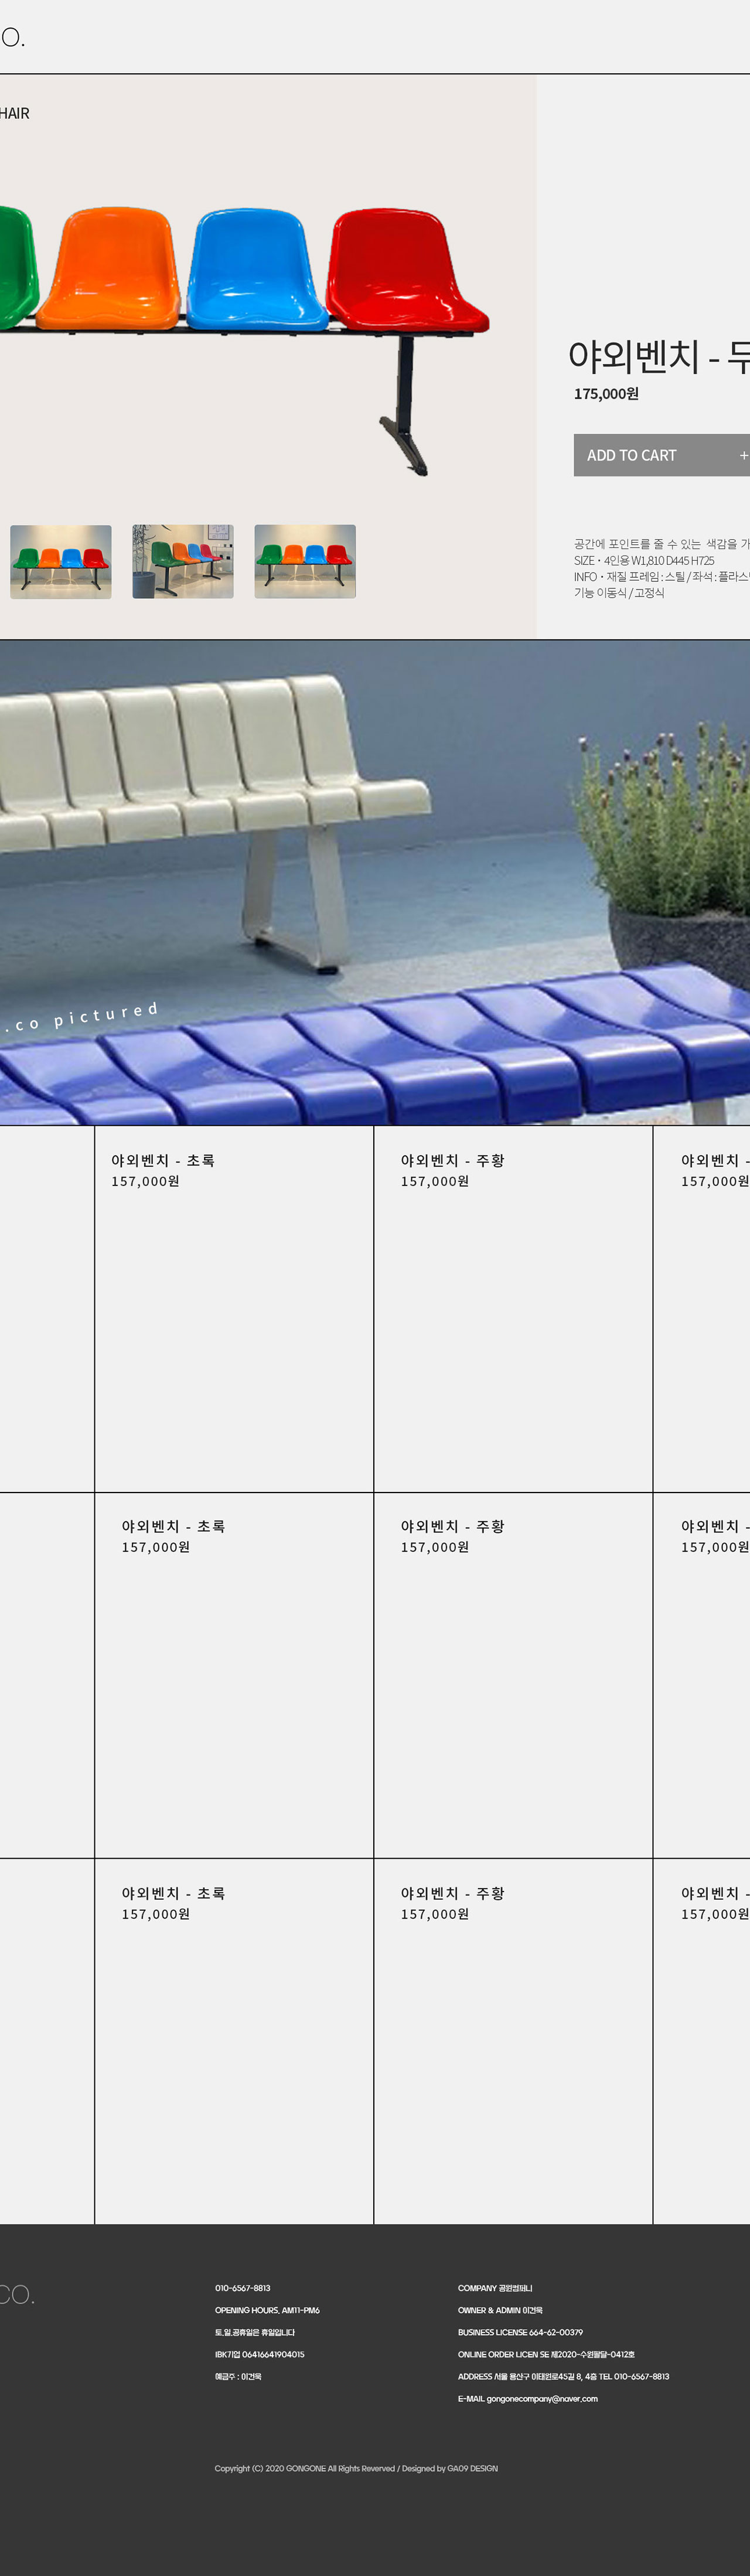 O.
HAIR
야외벤치 - 무
175,000원
ADD TO CART +
공간에 포인트를 줄 수 있는 색감을 가
SIZE • 4인용 W1,810 D445 H725
INFO • 재질 프레임 : 스틸 / 좌석 : 플라스
기능 이동식 / 고정식
.co pictured
야외벤치 - 초록
157,000원
야외벤치 - 주황
157,000원
야외벤치 -
157,000원
야외벤치 - 초록
157,000원
야외벤치 - 주황
157,000원
야외벤치 -
157,000원
야외벤치 - 초록
157,000원
야외벤치 - 주황
157,000원
야외벤치 -
157,000원
CO.
010-6567-8813
OPENING HOURS. AM11-PM6
토.일.공휴일은 휴일입니다
IBK기업 06416641904015
예금주 : 이건욱
COMPANY 공원컴퍼니
OWNER & ADMIN 이건욱
BUSINESS LICENSE 664-62-00379
ONLINE ORDER LICEN SE 제2020-수원팔달-0412호
ADDRESS 서울 용산구 이태원로45길 8, 4층 TEL 010-6567-8813
E-MAIL gongonecompany@naver.com
Copyright (C) 2020 GONGONE All Rights Reverved / Designed by GA09 DESIGN